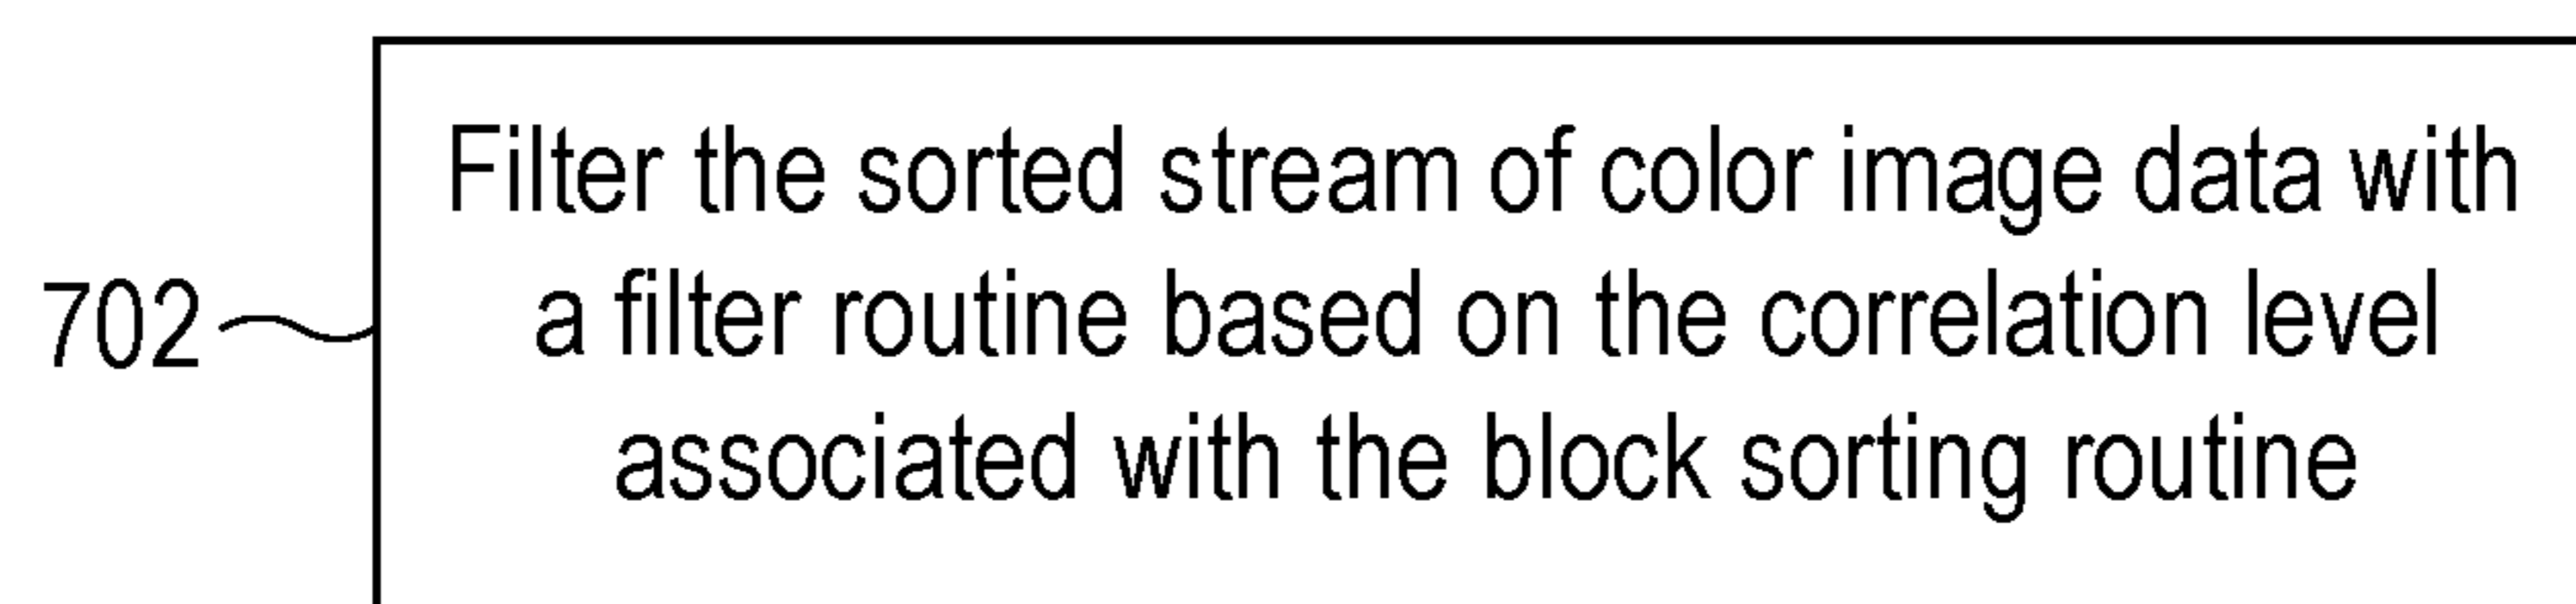 Filter the sorted stream of color image data with
702
a filter routine based on the correlation level
associated with the block sorting routine